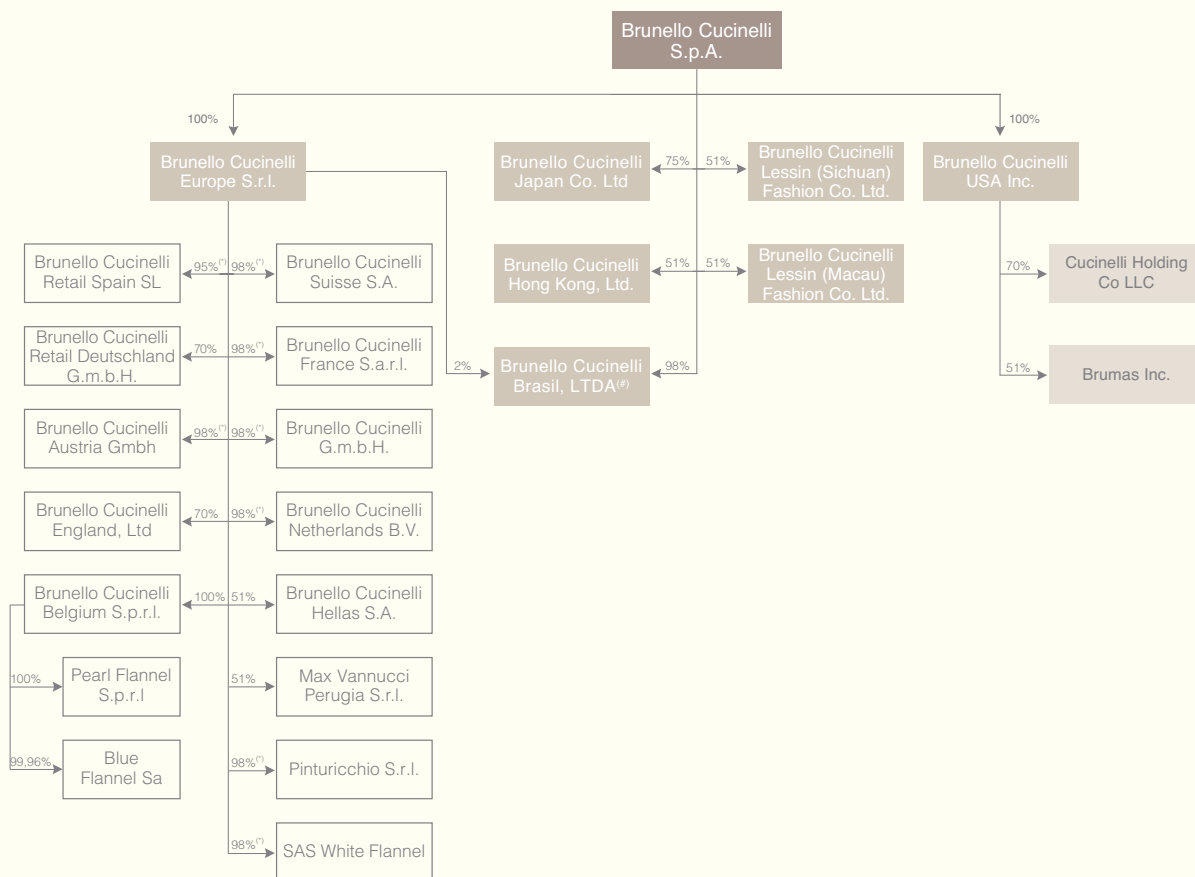 Brunello Cucinelli
S.p.A.
100%
100%
Brunello Cucinelli
Europe S.r.l.
Brunello Cucinelli
Japan Co. Ltd
75%
51%
Brunello Cucinelli
Lessin (Sichuan)
Fashion Co. Ltd.
Brunello Cucinelli
USA Inc.
Brunello Cucinelli
Retail Spain SL
95%(*)
98%(*)
Brunello Cucinelli
Suisse S.A.
Brunello Cucinelli
Hong Kong, Ltd.
51%
51%
Brunello Cucinelli
Lessin (Macau)
Fashion Co. Ltd.
70%
Cucinelli Holding
Co LLC
Brunello Cucinelli
Retail Deutschland
G.m.b.H.
70%
98%(*)
Brunello Cucinelli
France S.a.r.l.
2%
Brunello Cucinelli
Brasil, LTDA(#)
98%
51%
Brumas Inc.
Brunello Cucinelli
Austria Gmbh
98%(*)
98%(*)
Brunello Cucinelli
G.m.b.H.
Brunello Cucinelli
England, Ltd
70%
98%(*)
Brunello Cucinelli
Netherlands B.V.
Brunello Cucinelli
Belgium S.p.r.l.
100%
51%
Brunello Cucinelli
Hellas S.A.
100%
Pearl Flannel
S.p.r.l
51%
Max Vannucci
Perugia S.r.l.
99,96%
Blue
Flannel Sa
98%(*)
Pinturicchio S.r.l.
98%(*)
SAS White Flannel